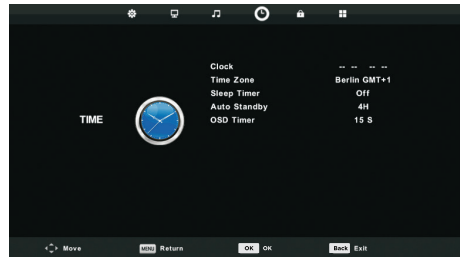 Clock -- -- -- --
Time Zone Berlin GMT+1
Sleep Timer Off
Auto Standby 4H
OSD Timer 15 S
TIME
Move MENU Return OK OK Back Exit